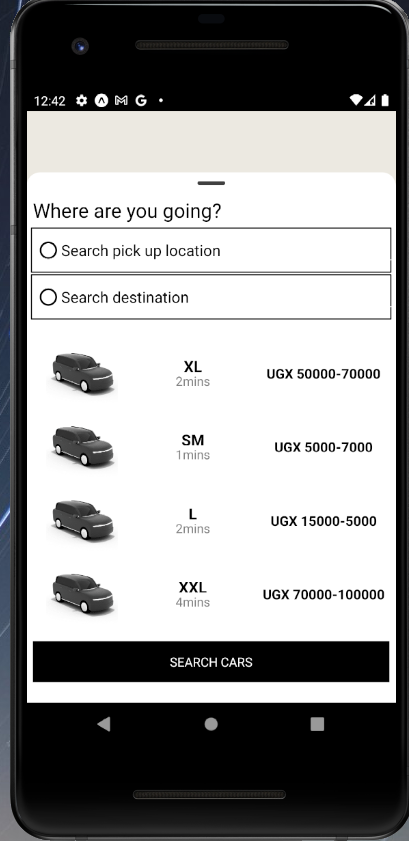 12:42
Where are you going?
Search pick up location
Search destination
XL
2mins
UGX 50000-70000
SM
1mins
UGX 5000-7000
L
2mins
UGX 15000-5000
XXL
4mins
UGX 70000-100000
SEARCH CARS